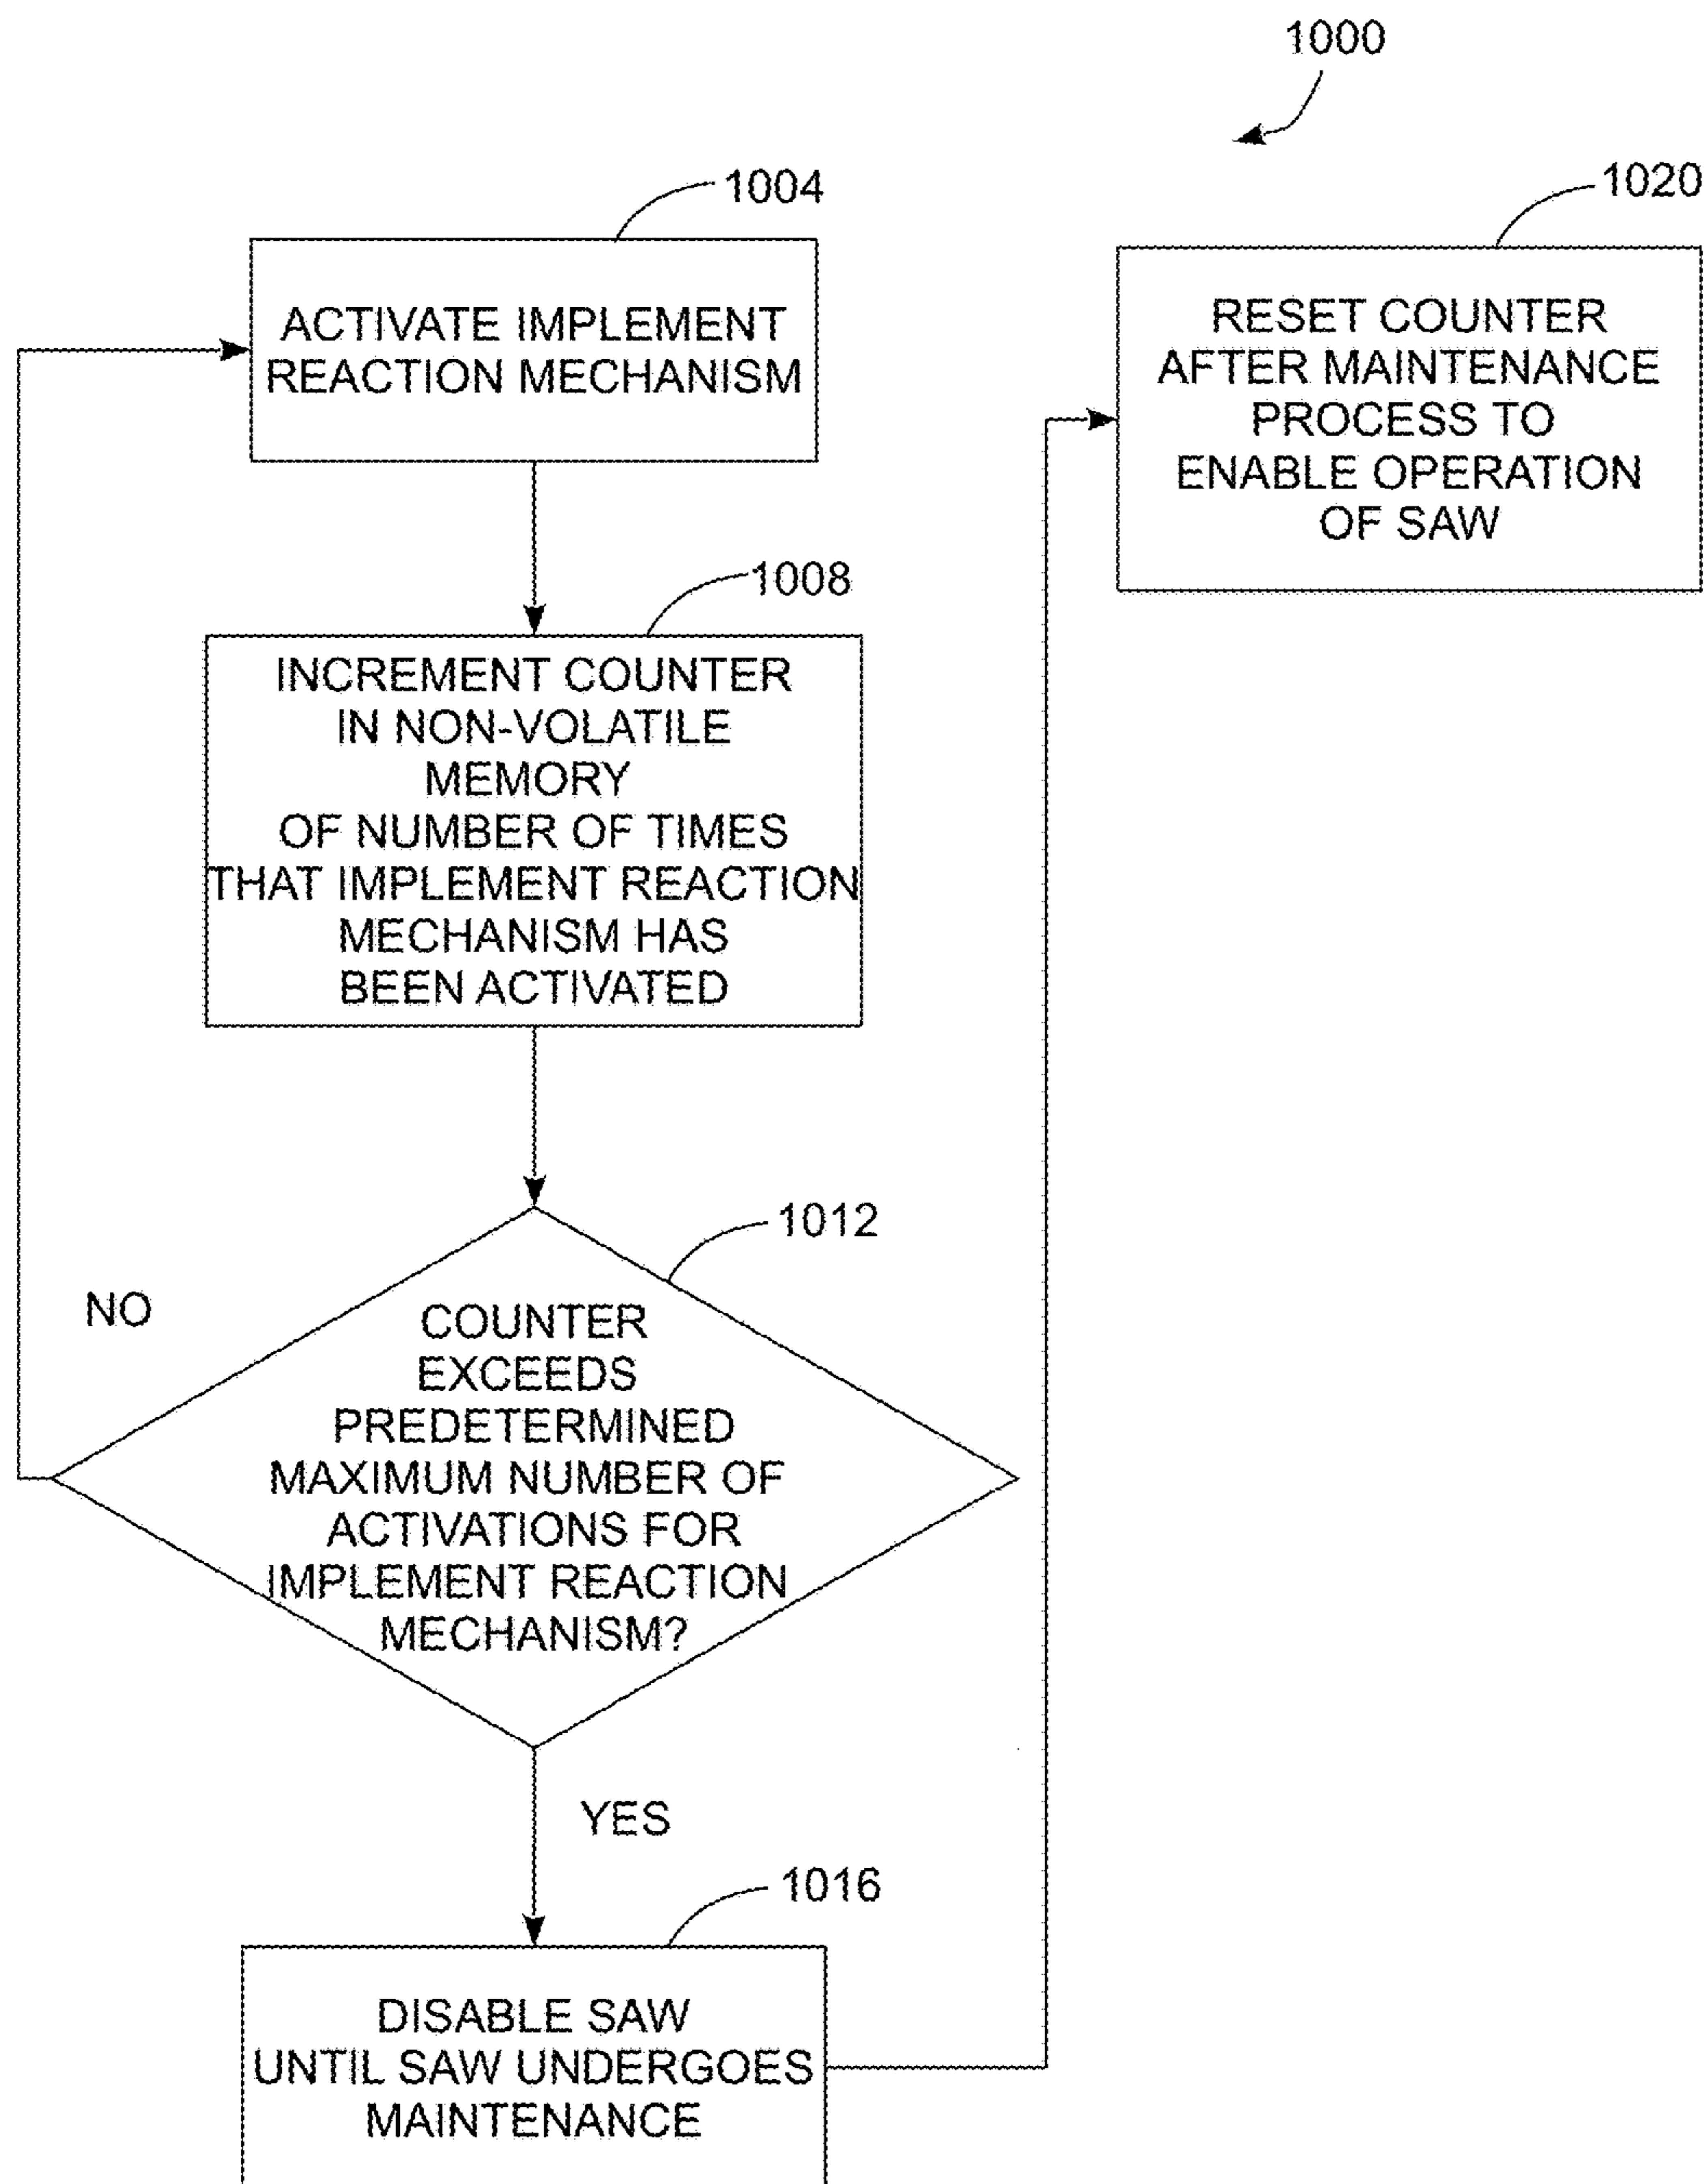 1000
1004
ACTIVATE IMPLEMENT
REACTION MECHANISM
1020
RESET COUNTER
AFTER MAINTENANCE
PROCESS TO
ENABLE OPERATION
OF SAW
1008
INCREMENT COUNTER
IN NON-VOLATILE
MEMORY
OF NUMBER OF TIMES
THAT IMPLEMENT REACTION
MECHANISM HAS
BEEN ACTIVATED
1012
NO
COUNTER
EXCEEDS
PREDETERMINED
MAXIMUM NUMBER OF
ACTIVATIONS FOR
IMPLEMENT REACTION
MECHANISM?
YES
1016
DISABLE SAW
UNTIL SAW UNDERGOES
MAINTENANCE